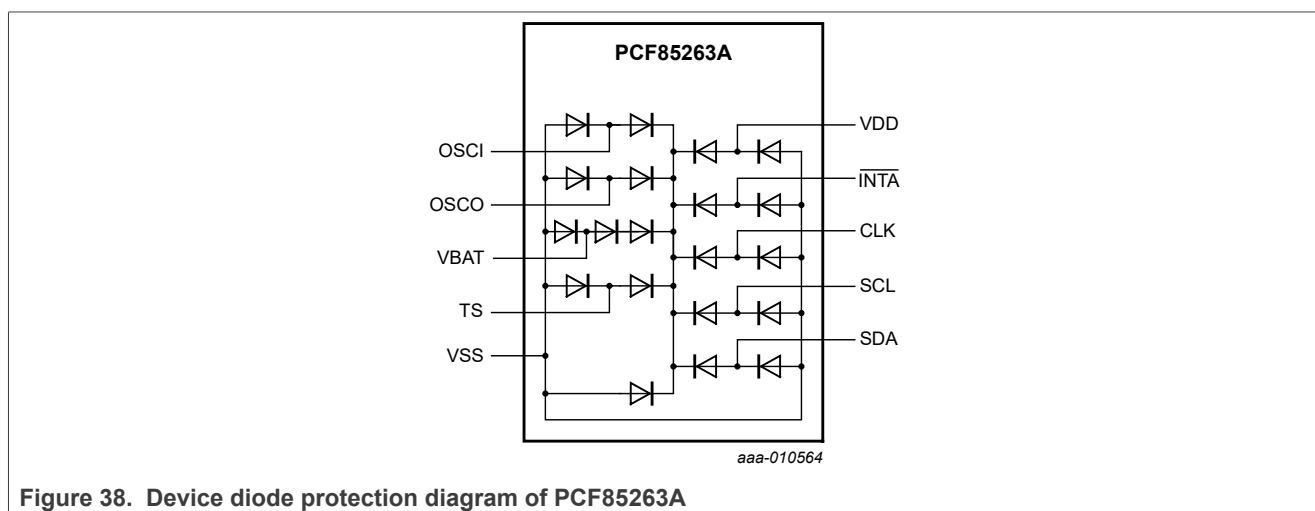 PCF85263A
OSCI
OSCO
VBAT
TS
VSS
VDD
INTA
CLK
SCL
SDA
aaa-010564
Figure 38. Device diode protection diagram of PCF85263A